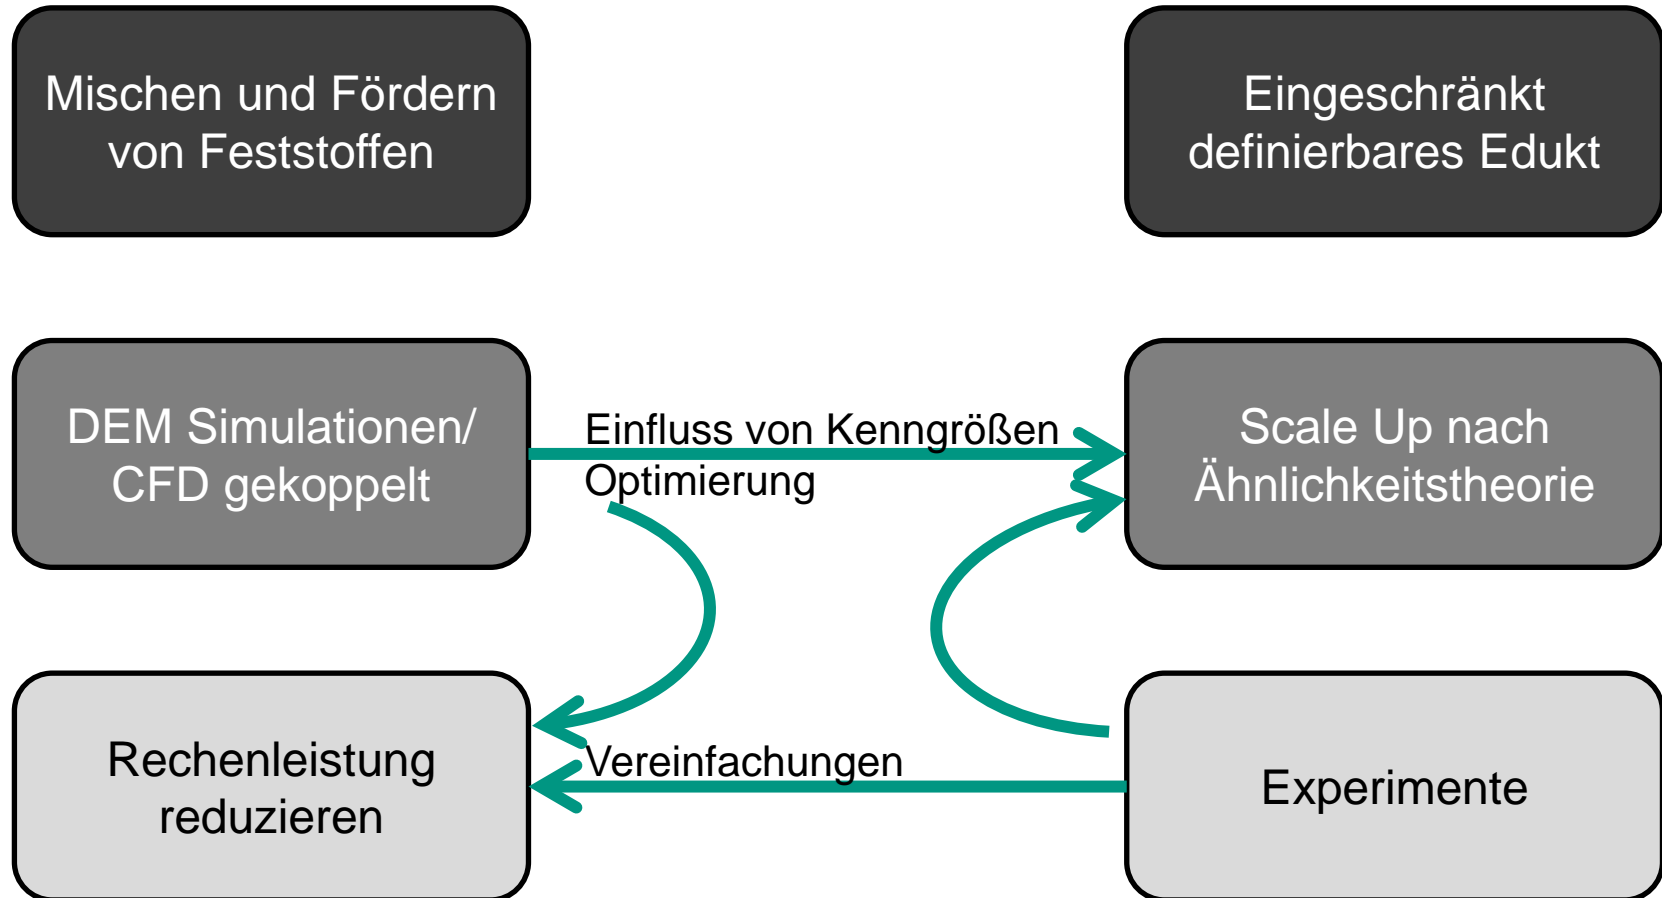 Mischen und Fördern
von Feststoffen
Eingeschränkt
definierbares Edukt
DEM Simulationen/
CFD gekoppelt
Einfluss von Kenngrößen
Optimierung
Scale Up nach
Ähnlichkeitstheorie
Rechenleistung
reduzieren
Vereinfachungen
Experimente